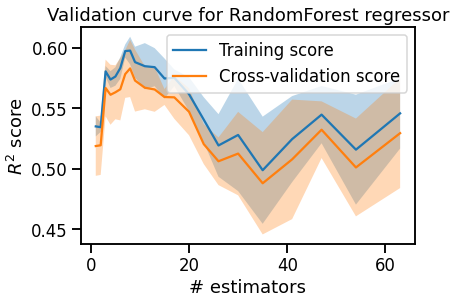 Validation curve for RandomForest regressor
Training score
Cross-validation score
R² score
0.60
0.55
0.50
0.45
0 20 40 60
# estimators